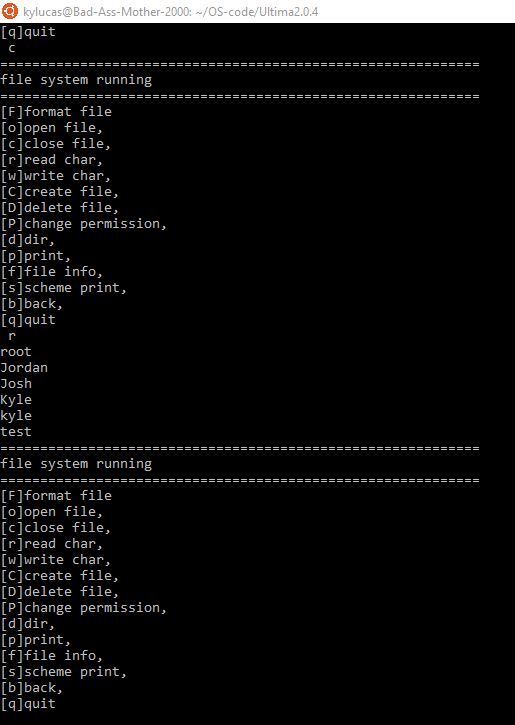 kylucas@Bad-Ass-Mother-2000: ~/OS-code/Ultima2.0.4
[q]quit
c
============================================================
file system running
============================================================
[F]format file
[o]open file,
[c]close file,
[r]read char,
[w]write char,
[C]create file,
[D]delete file,
[P]change permission,
[d]dir,
[p]print,
[f]file info,
[s]scheme print,
[b]back,
[q]quit
r
root
Jordan
Josh
Kyle
kyle
test
============================================================
file system running
============================================================
[F]format file
[o]open file,
[c]close file,
[r]read char,
[w]write char,
[C]create file,
[D]delete file,
[P]change permission,
[d]dir,
[p]print,
[f]file info,
[s]scheme print,
[b]back,
[q]quit